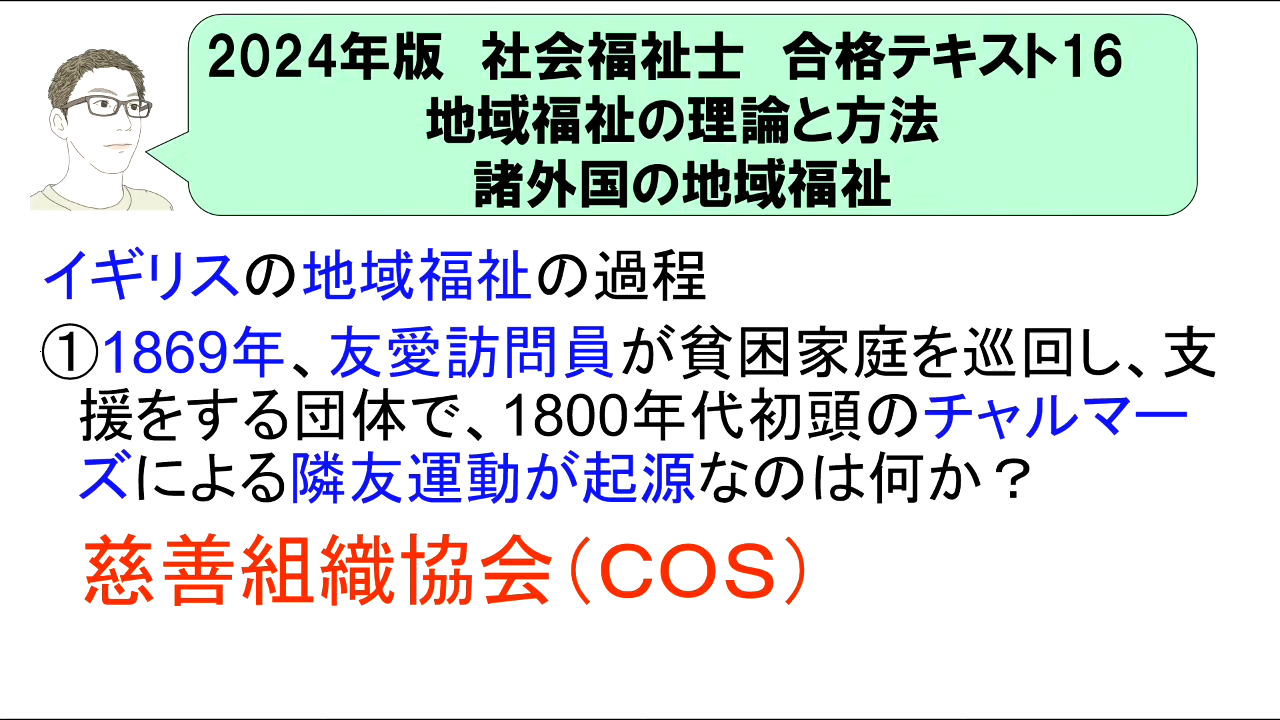 2024年版　社会福祉士　合格テキスト16
地域福祉の理論と方法
諸外国の地域福祉
イギリスの地域福祉の過程
①1869年、友愛訪問員が貧困家庭を巡回し、支
援をする団体で、1800年代初頭のチャルマー
ズによる隣友運動が起源なのは何か？
慈善組織協会（ＣＯＳ）